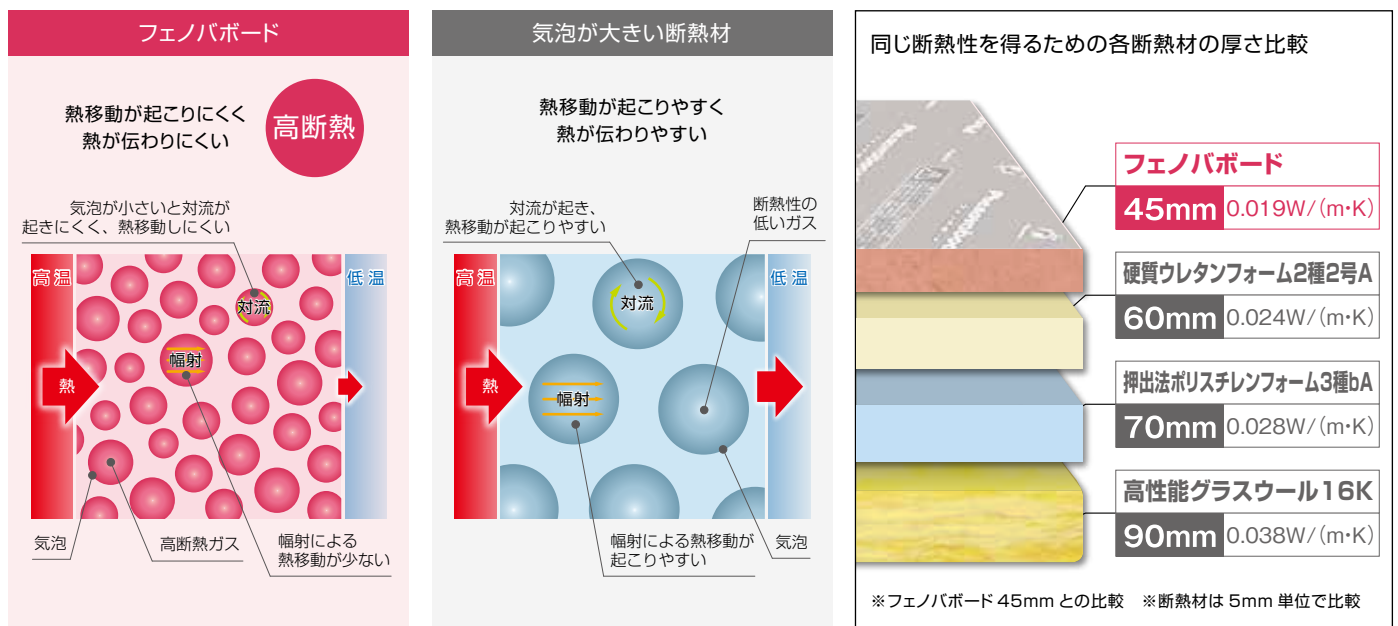 フェノバボード
熱移動が起こりにくく
熱が伝わりにくい
高断熱
気泡が小さいと対流が
起きにくく、熱移動しにくい
高温
低温
対流
幅射
熱
気泡
高断熱ガス
幅射による
熱移動が少ない
気泡が大きい断熱材
熱移動が起こりやすく
熱が伝わりやすい
対流が起き、
熱移動が起こりやすい
断熱性の
低いガス
高温
低温
対流
幅射
熱
幅射による熱移動が
起こりやすい
気泡
同じ断熱性を得るための各断熱材の厚さ比較
フェノバボード
45mm 0.019W/(m・K)
硬質ウレタンフォーム2種2号A
60mm 0.024W/(m・K)
押出法ポリスチレンフォーム3種bA
70mm 0.028W/(m・K)
高性能グラスウール16K
90mm 0.038W/(m・K)
※フェノバボード45mmとの比較 ※断熱材は5mm単位で比較